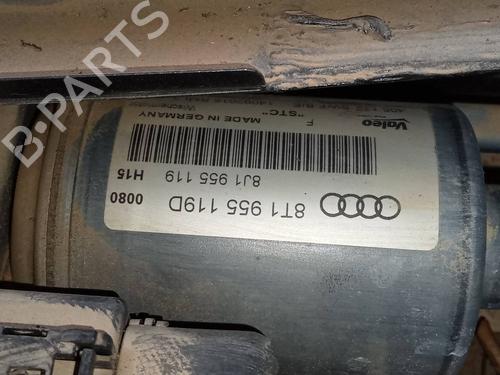 B-PARTS
8T1 955 119D
0080
8J1 955 119
H15
MADE IN GERMANY
"STC"
F
Valeo